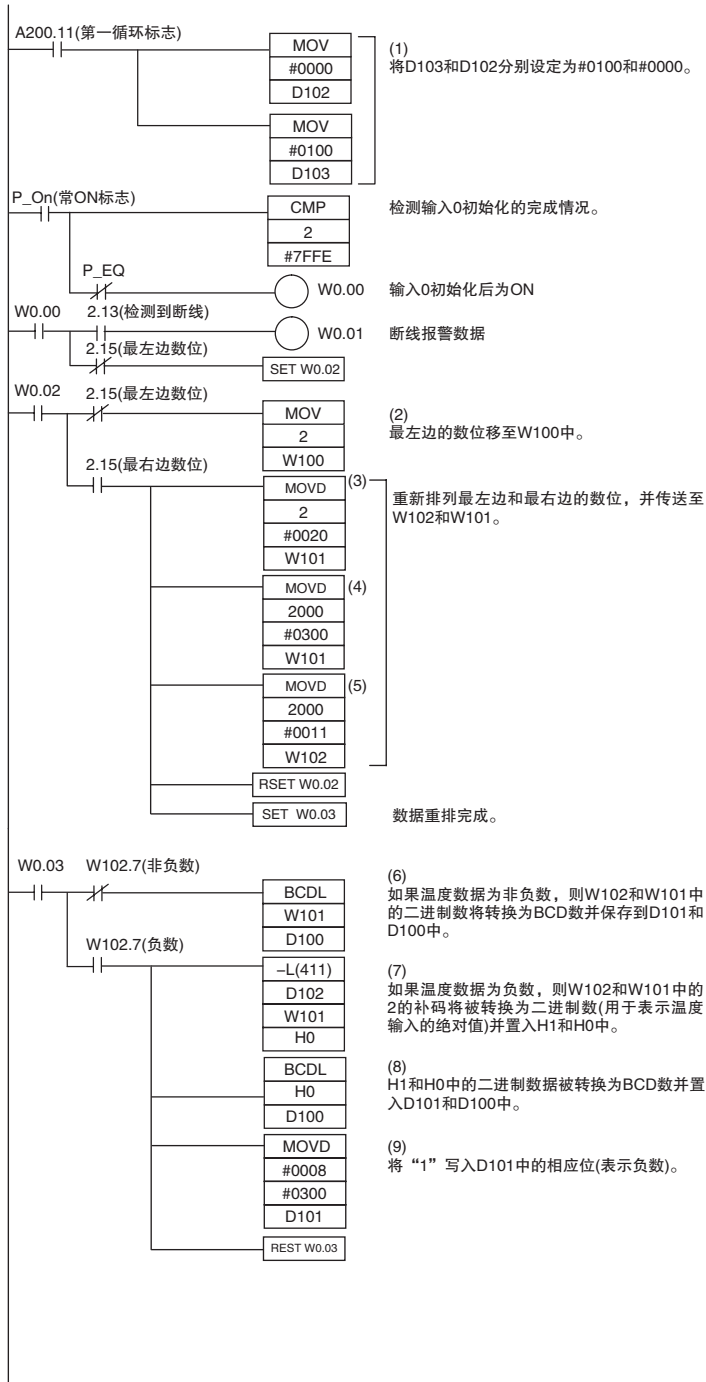 A200.11(第一循环标志)
MOV
#0000
D102
(1)
将D103和D102分别设定为#0100和#0000。
MOV
#0100
D103
P_On(常ON标志)
CMP
2
#7FFE
检测输入0初始化的完成情况。
P_EQ
W0.00
输入0初始化后为ON
W0.00
2.13(检测到断线)
W0.01
断线报警数据
2.15(最左边数位)
SET W0.02
W0.02
2.15(最左边数位)
MOV
2
W100
(2)
最左边的数位移至W100中。
2.15(最右边数位)
MOVD
2
#0020
W101
(3)
重新排列最左边和最右边的数位，并传送至
W102和W101。
MOVD
2000
#0300
W101
(4)
MOVD
2000
#0011
W102
(5)
RSET W0.02
SET W0.03
数据重排完成。
W0.03
W102.7(非负数)
BCDL
W101
D100
(6)
如果温度数据为非负数，则W102和W101中
的二进制数将转换为BCD数并保存到D101和
D100中。
W102.7(负数)
–L(411)
D102
W101
H0
(7)
如果温度数据为负数，则W102和W101中的
2的补码将被转换为二进制数(用于表示温度
输入的绝对值)并置入H1和H0中。
BCDL
H0
D100
(8)
H1和H0中的二进制数据被转换为BCD数并置
入D101和D100中。
MOVD
#0008
#0300
D101
(9)
将“1”写入D101中的相应位(表示负数)。
REST W0.03